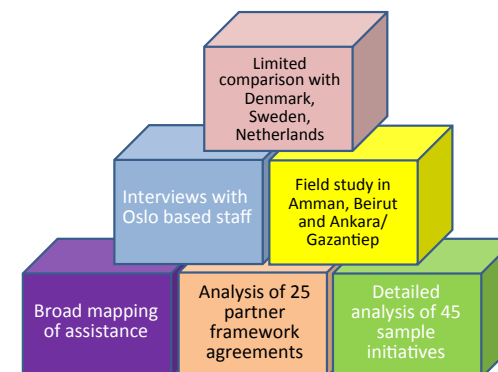 Limited
comparison with
Denmark,
Sweden,
Netherlands
Interviews with
Oslo based staff
Field study in
Amman, Beirut
and Ankara/
Gazantiep
Broad mapping
of assistance
Analysis of 25
partner
framework
agreements
Detailed
analysis of 45
sample
initiatives